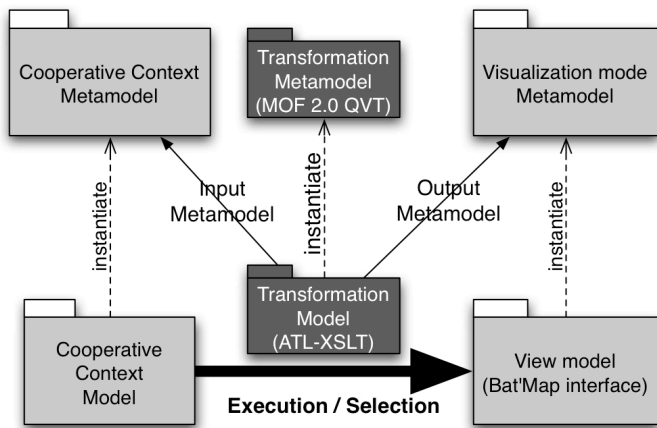 Cooperative Context
Metamodel
Transformation
Metamodel
(MOF 2.0 QVT)
Visualization mode
Metamodel
instantiate
Input
Metamodel
instantiate
Output
Metamodel
instantiate
Cooperative
Context
Model
Transformation
Model
(ATL-XSLT)
View model
(Bat'Map interface)
Execution / Selection